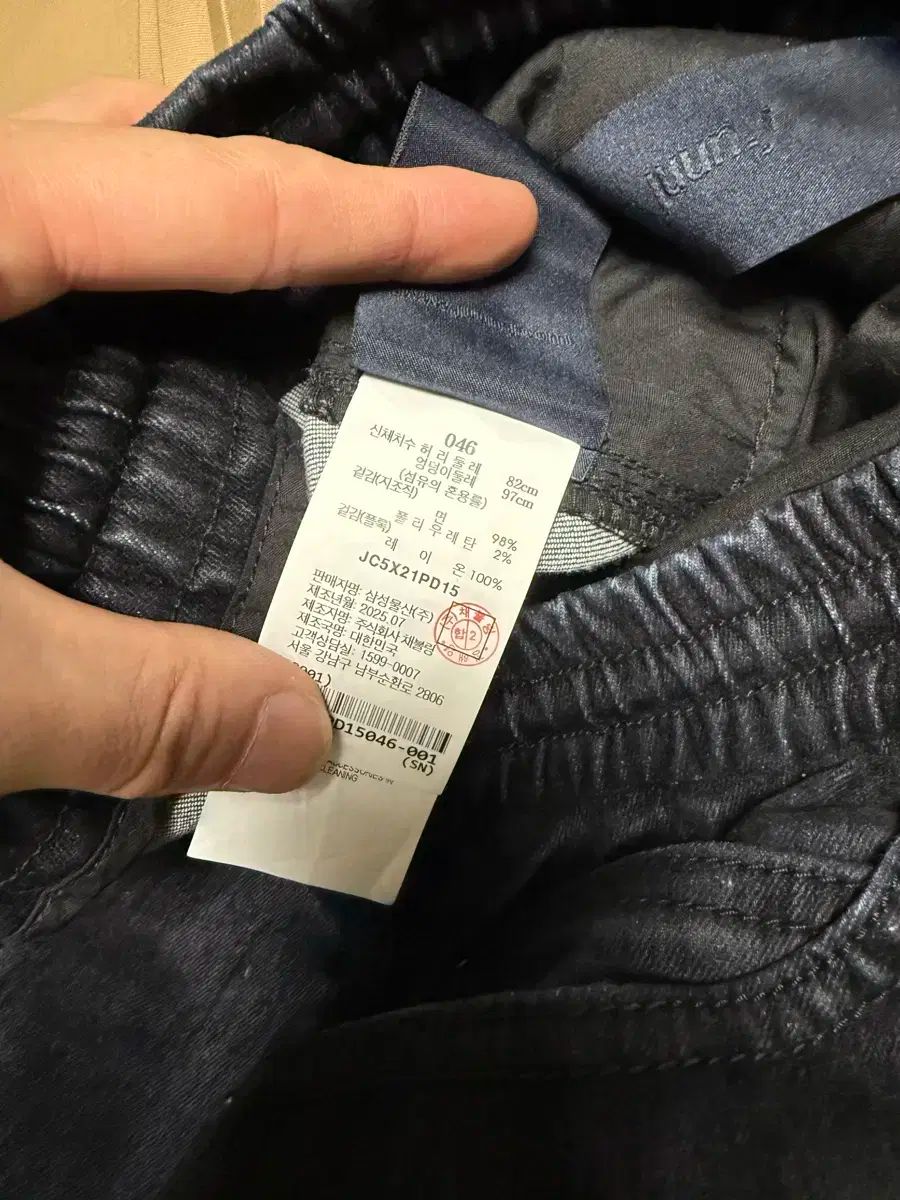 046
신체치수 허 리 둘 레 82cm
엉덩이둘레 97cm
(섬유의 혼용률)
겉감(지조직)
면 98%
폴 리 우 레 탄 2%
겉감(플룩)
레 이 온 100%
JC5X21PD15
판매자명: 삼성물산(주)
제조년월: 2025.07
제조자명: 주식회사 채블랑
제조국명: 대한민국
고객상담실: 1599-0007
서울 강남구 남부순환로 2806
D15046-001
(SN)